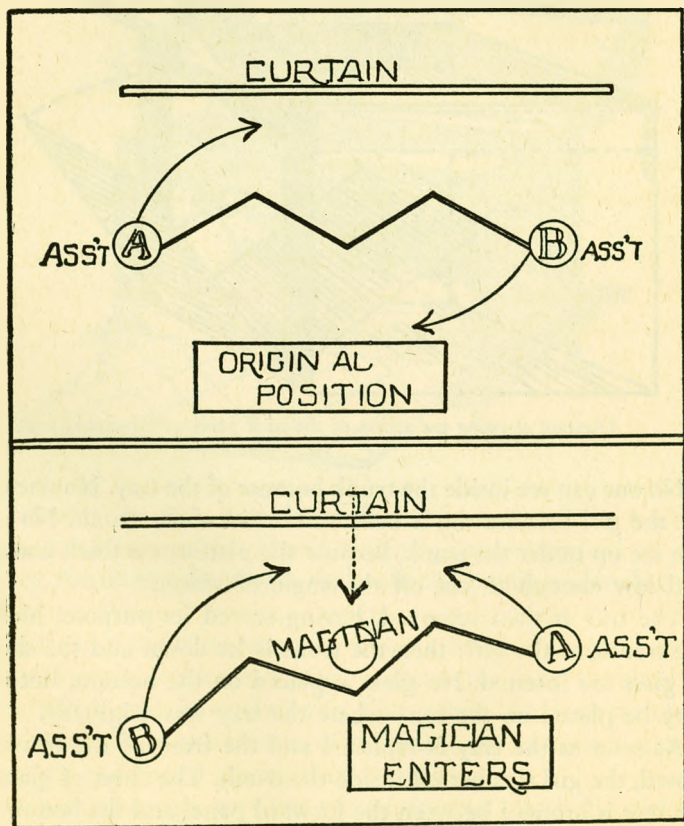 CURTAIN
ASS'T A
B ASS'T
ORIGINAL
POSITION
CURTAIN
MAGICIAN
A ASS'T
ASS'T B
MAGICIAN
ENTERS